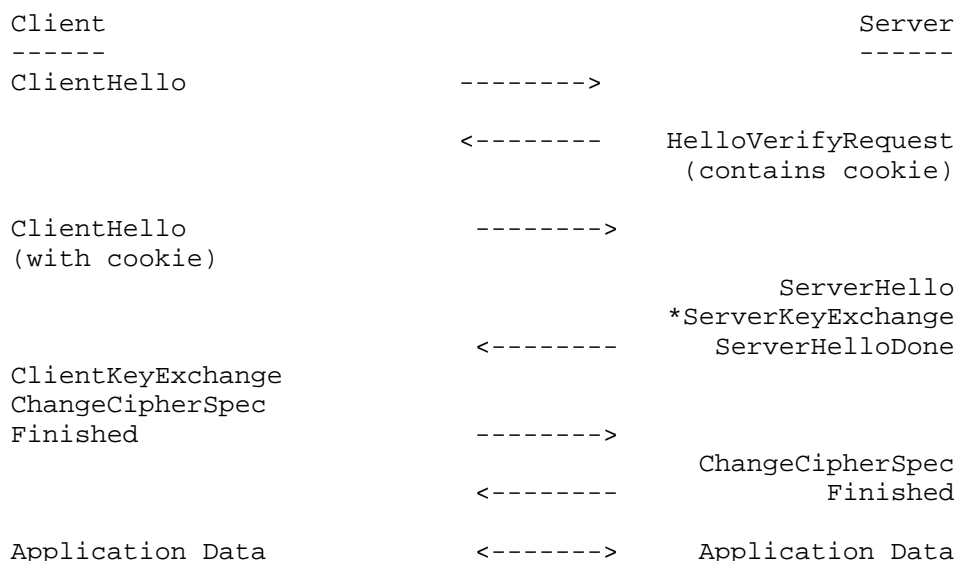 Client Server
------ ------
ClientHello -------->
<-------- HelloVerifyRequest
(contains cookie)
ClientHello -------->
(with cookie)
ServerHello
*ServerKeyExchange
<-------- ServerHelloDone
ClientKeyExchange
ChangeCipherSpec
Finished -------->
ChangeCipherSpec
<-------- Finished
Application Data <-------> Application Data